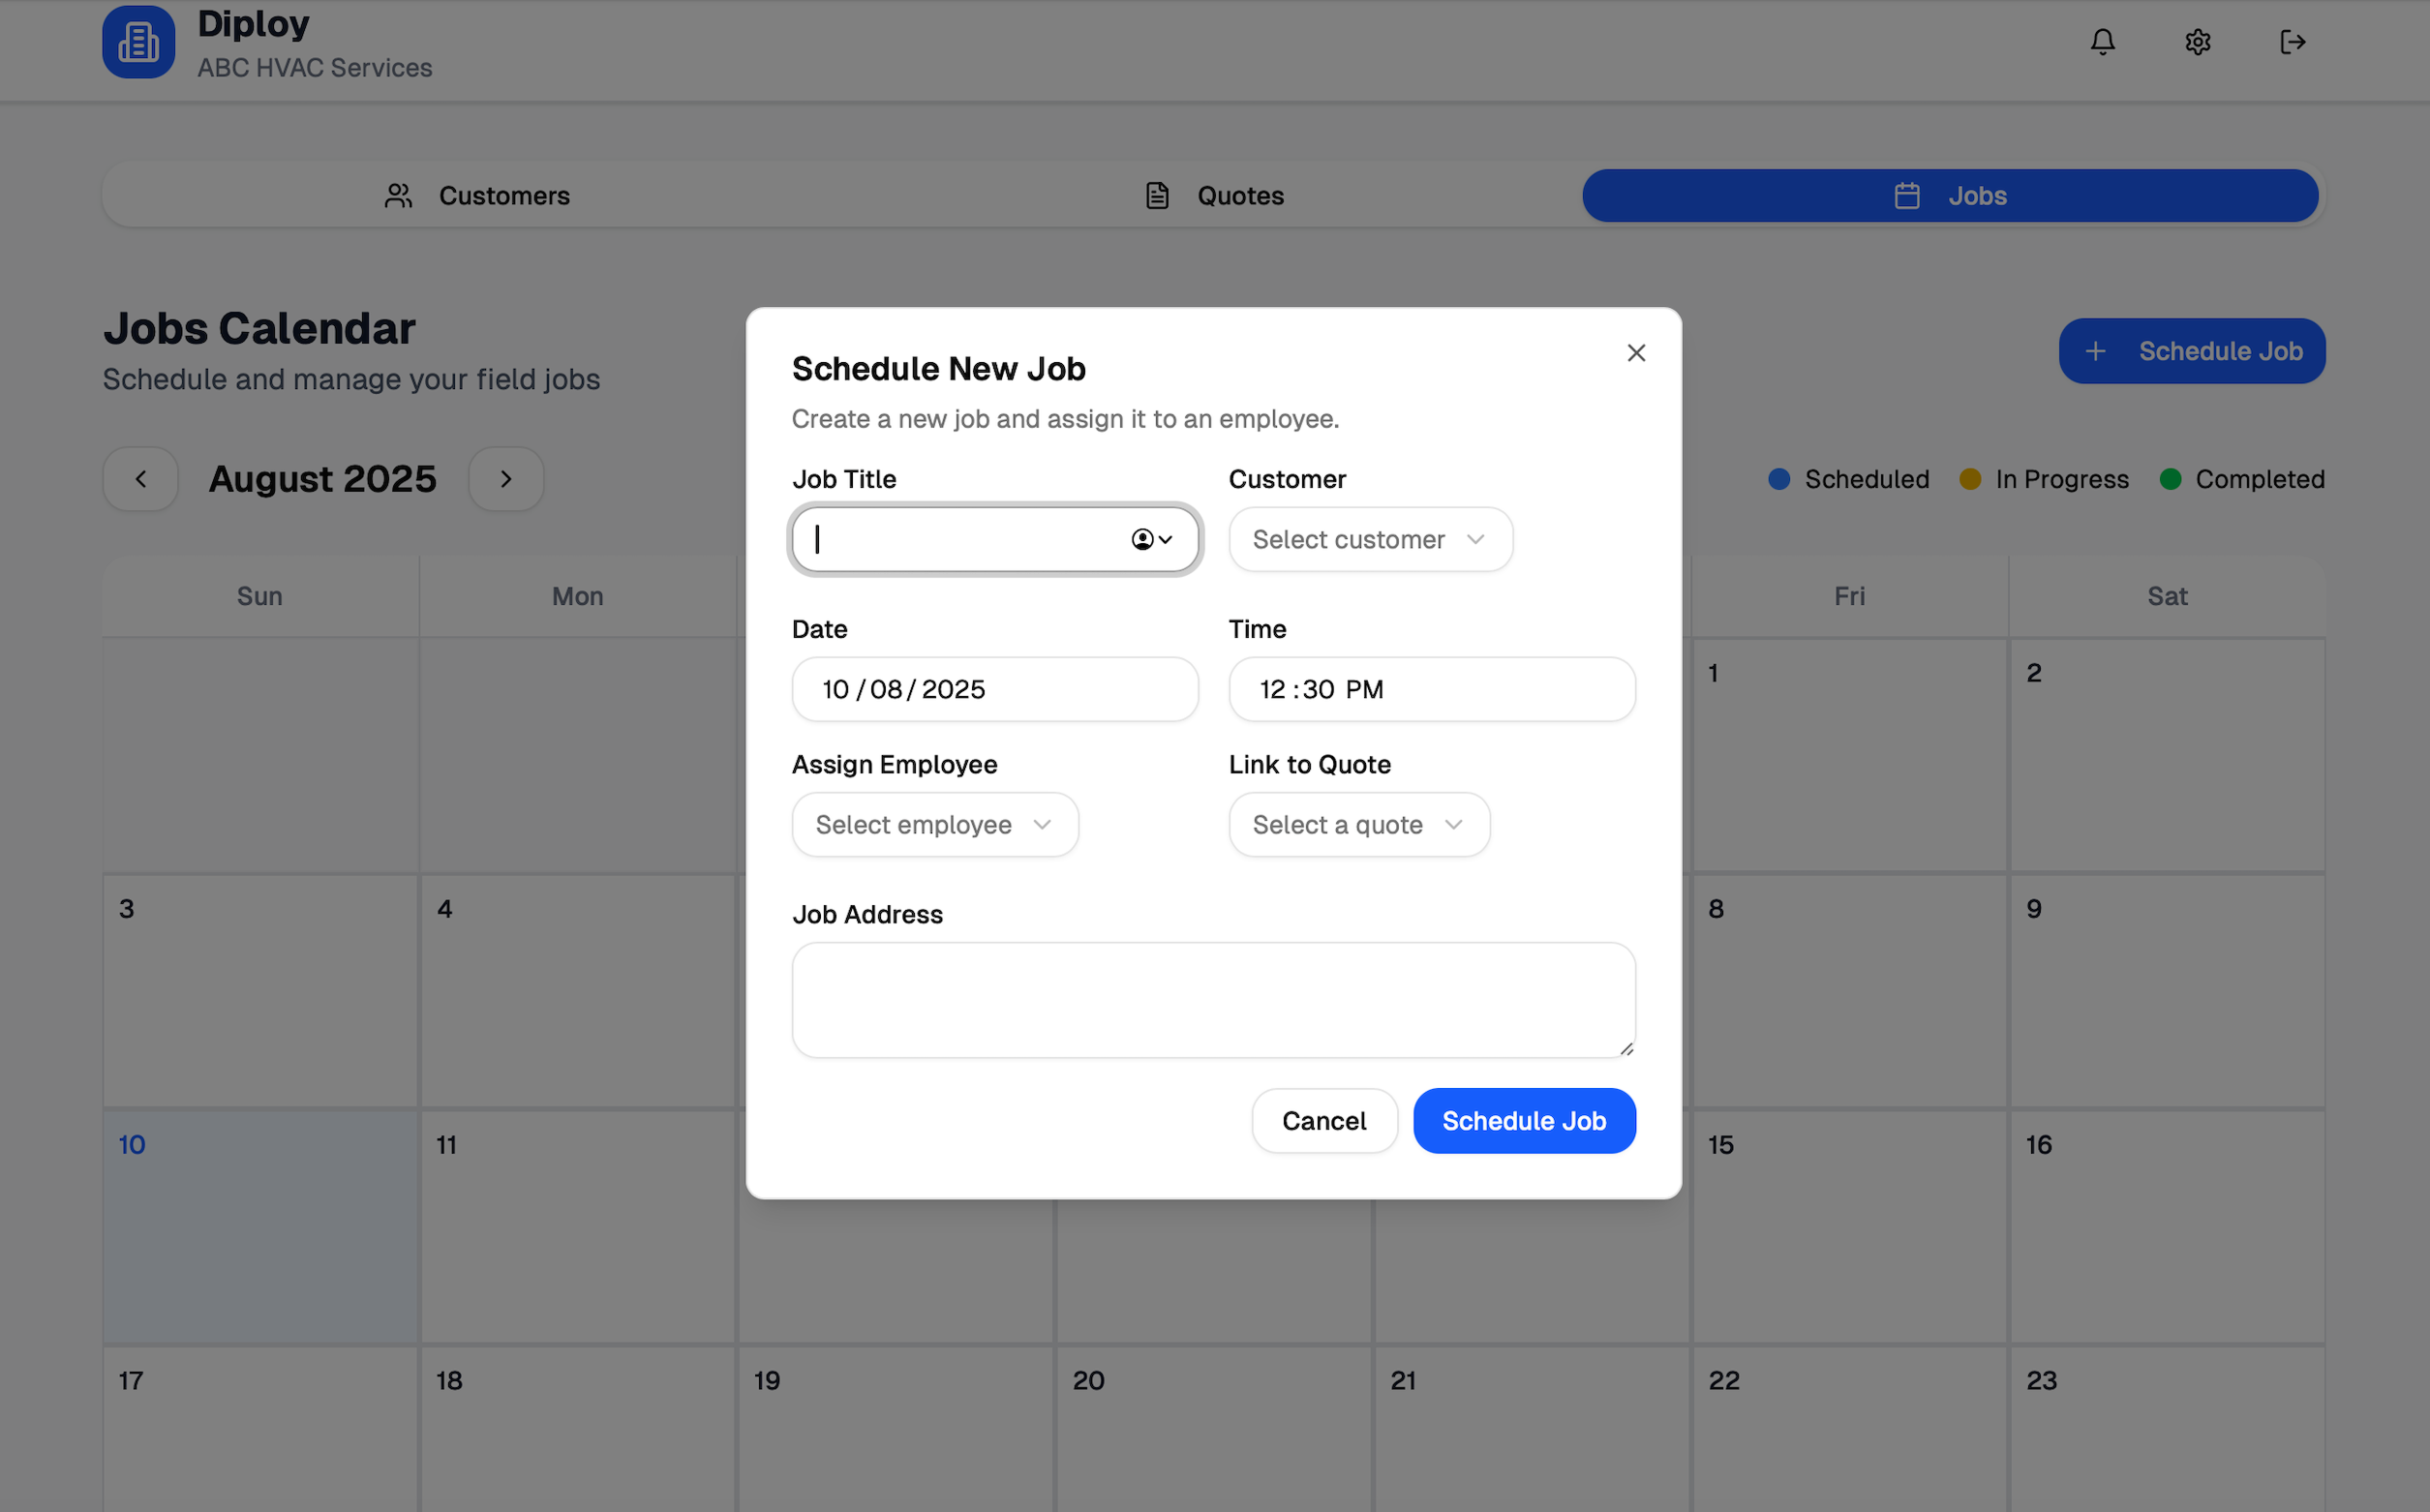 Diploy
ABC HVAC Services
Customers
Quotes
Jobs
Jobs Calendar
Schedule and manage your field jobs
Schedule Job
August 2025
Scheduled
In Progress
Completed
Sun
Mon
Fri
Sat
1
2
3
4
8
9
10
11
15
16
17
18
19
20
21
22
23
Schedule New Job
Create a new job and assign it to an employee.
Job Title
Customer
Select customer
Date
Time
10/08/2025
12:30 PM
Assign Employee
Link to Quote
Select employee
Select a quote
Job Address
Cancel
Schedule Job